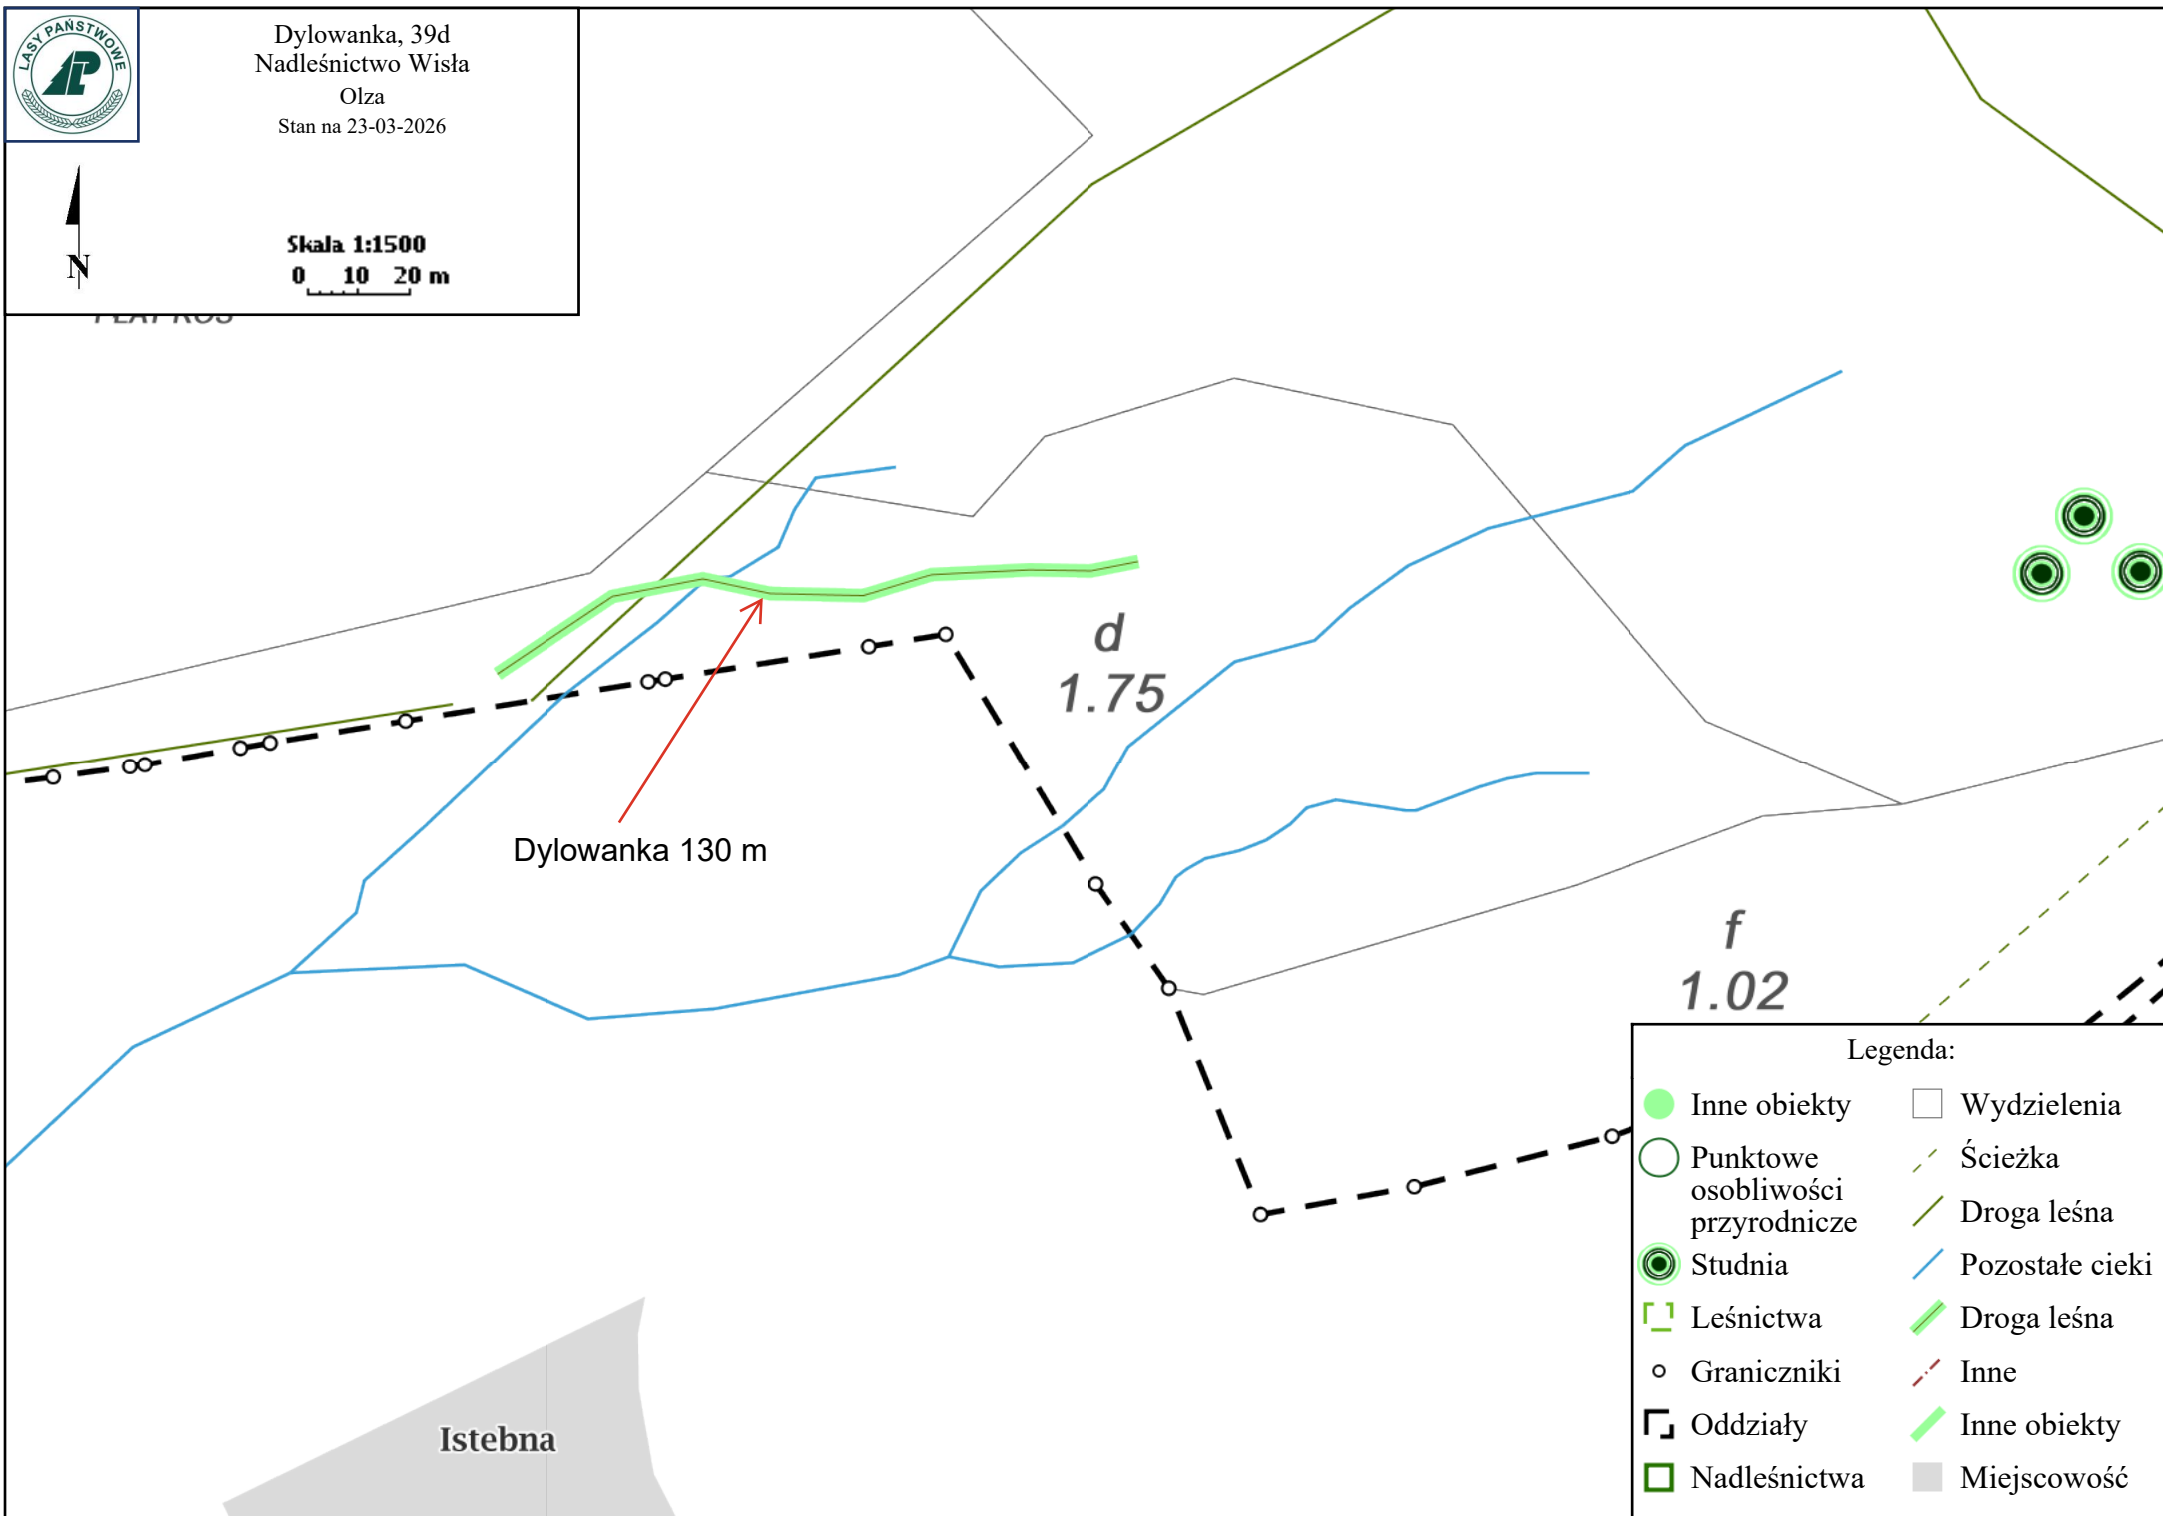 LASY PAŃSTWOWE
Dylowanka, 39d
Nadleśnictwo Wisła
Olza
Stan na 23-03-2026
N
Skala 1:1500
0 10 20 m
d
1.75
Dylowanka 130 m
f
1.02
Istebna
Legenda:
Inne obiekty
Punktowe
osobliwości
przyrodnicze
Studnia
Leśnictwa
Graniczniki
Oddziały
Nadleśnictwa
Wydzielenia
Ścieżka
Droga leśna
Pozostałe cieki
Droga leśna
Inne
Inne obiekty
Miejscowość